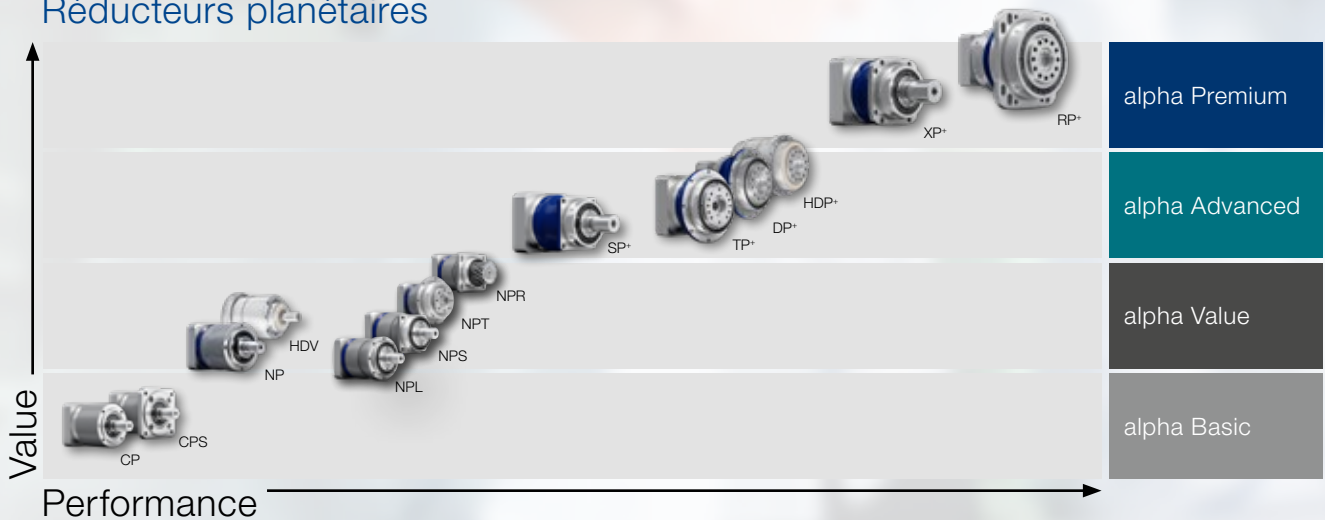 Réducteurs planétaires
RP+
XP+
alpha Premium
HDP+
DP+
TP+
SP+
alpha Advanced
NPR
NPT
HDV
NPS
NP
NPL
alpha Value
CPS
CP
alpha Basic
Value
Performance